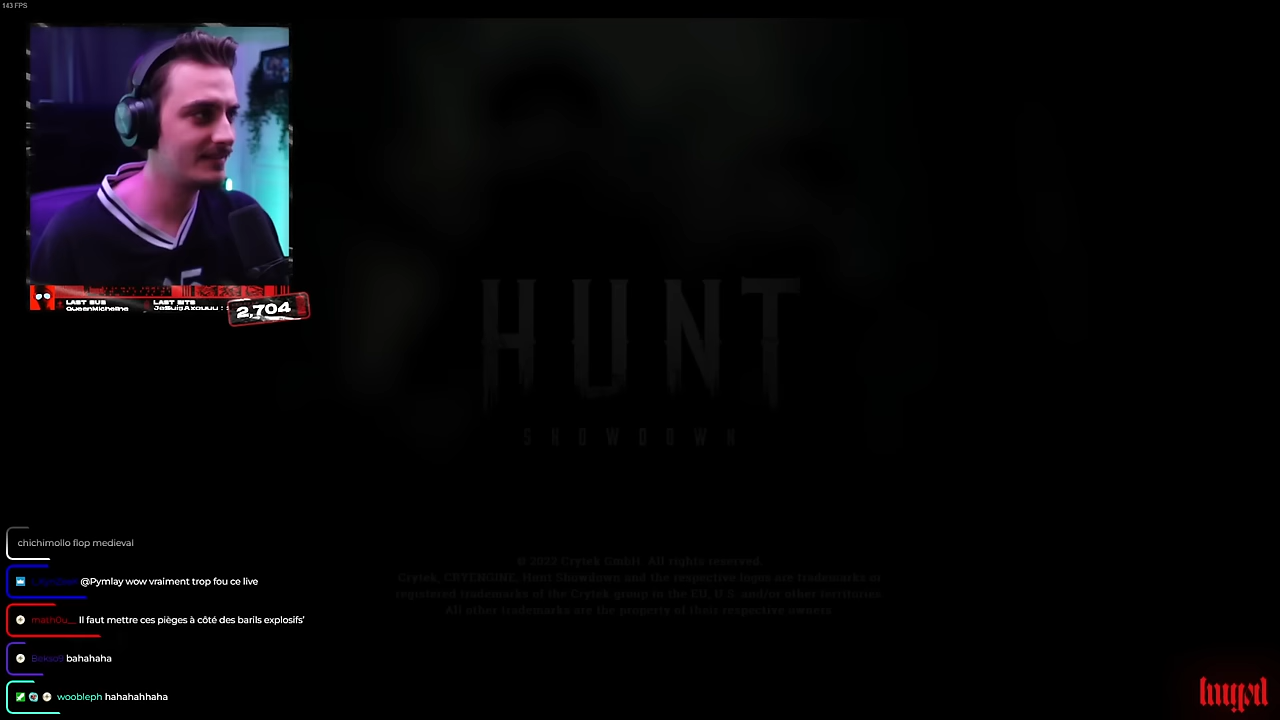 143 FPS
LAST SUB
QueenMicheline
LAST BITS
2,704
HUNT
SHOWDOWN
© 2023 Crytek GmbH. All rights reserved.
Crytek, CRYENGINE, Hunt Showdown and the respective logos are trademarks or
registered trademarks of the Crytek group in the EU, U.S. and/or other territories.
All other trademarks are the property of their respective owners.
chichimollo flop medieval
@Pymlay wow vraiment trop fou ce live
math0u__ Il faut mettre ces pièges à côté des barils explosifs'
bahahaha
woobleph hahahahhaha